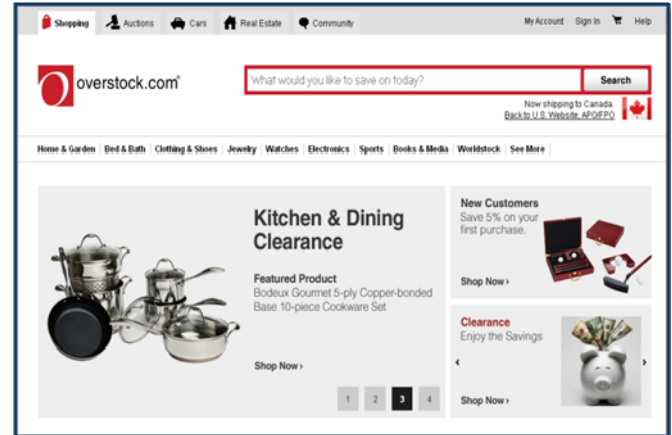 Shopping
Auctions
Cars
Real Estate
Community
My Account Sign In Help
overstock.com
What would you like to save on today?
Search
Now shipping to Canada.
Back to U.S. Website, APO/FPO
Home & Garden Bed & Bath Clothing & Shoes Jewelry Watches Electronics Sports Books & Media Worldstock See More
Kitchen & Dining
Clearance
Featured Product
Bodeux Gourmet 5-ply Copper-bonded
Base 10-piece Cookware Set
Shop Now ›
1 2 3 4
New Customers
Save 5% on your
first purchase.
Shop Now ›
Clearance
Enjoy the Savings
‹ ›
Shop Now ›